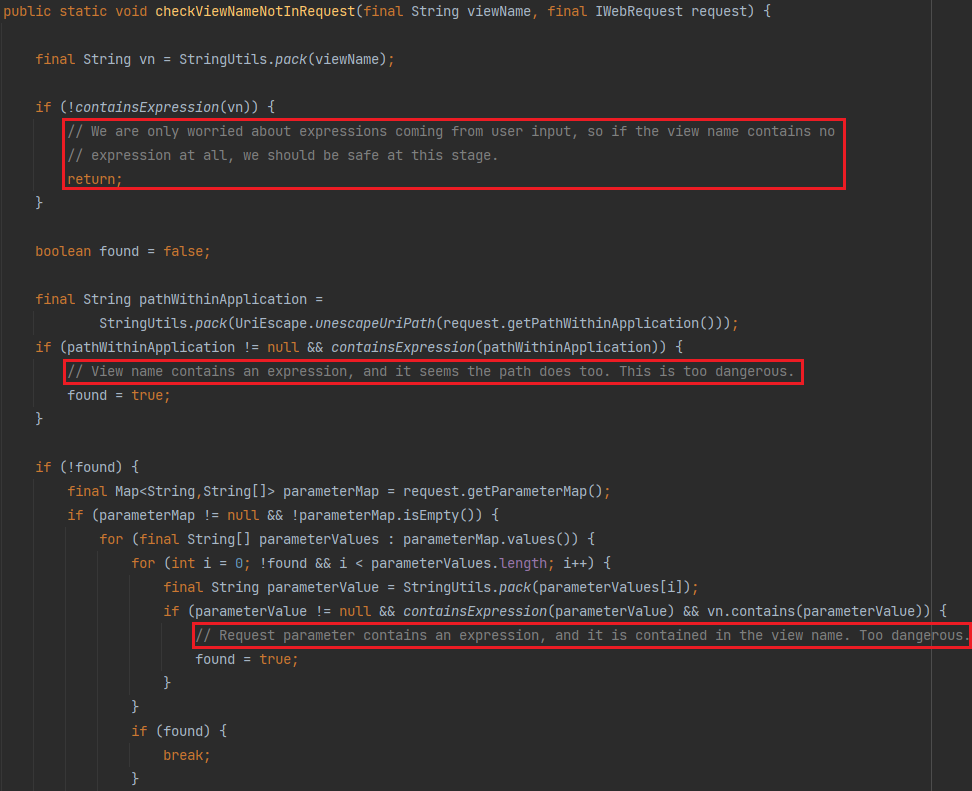 public static void checkViewNameNotInRequest(final String viewName, final IWebRequest request) {
final String vn = StringUtils.pack(viewName);
if (!containsExpression(vn)) {
// We are only worried about expressions coming from user input, so if the view name contains no
// expression at all, we should be safe at this stage.
return;
}
boolean found = false;
final String pathWithinApplication =
StringUtils.pack(UriEscape.unescapeUriPath(request.getPathWithinApplication()));
if (pathWithinApplication != null && containsExpression(pathWithinApplication)) {
// View name contains an expression, and it seems the path does too. This is too dangerous.
found = true;
}
if (!found) {
final Map<String,String[]> parameterMap = request.getParameterMap();
if (parameterMap != null && !parameterMap.isEmpty()) {
for (final String[] parameterValues : parameterMap.values()) {
for (int i = 0; !found && i < parameterValues.length; i++) {
final String parameterValue = StringUtils.pack(parameterValues[i]);
if (parameterValue != null && containsExpression(parameterValue) && vn.contains(parameterValue)) {
// Request parameter contains an expression, and it is contained in the view name. Too dangerous.
found = true;
}
}
if (found) {
break;
}